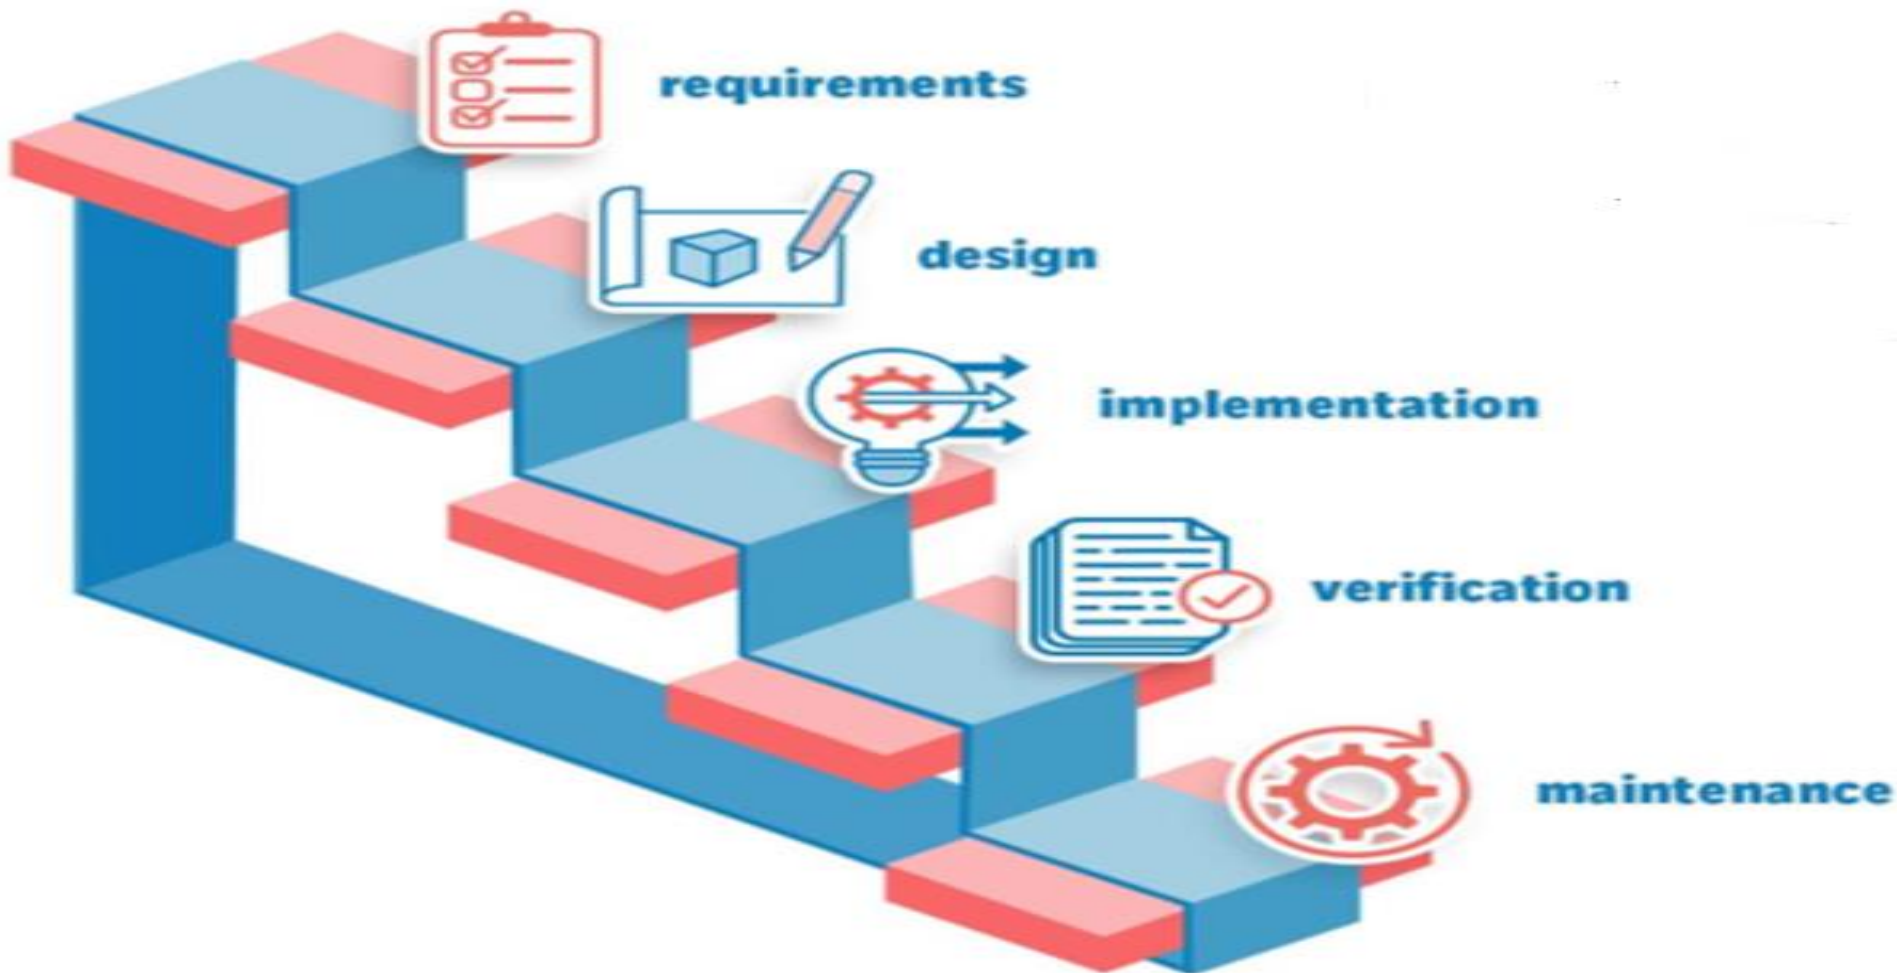 requirements
design
implementation
verification
maintenance